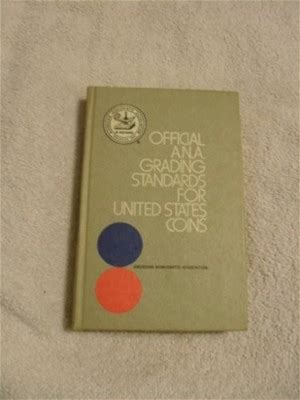 OFFICIAL
A.N.A.
GRADING
STANDARDS
FOR
UNITED STATES
COINS
AMERICAN NUMISMATIC ASSOCIATION